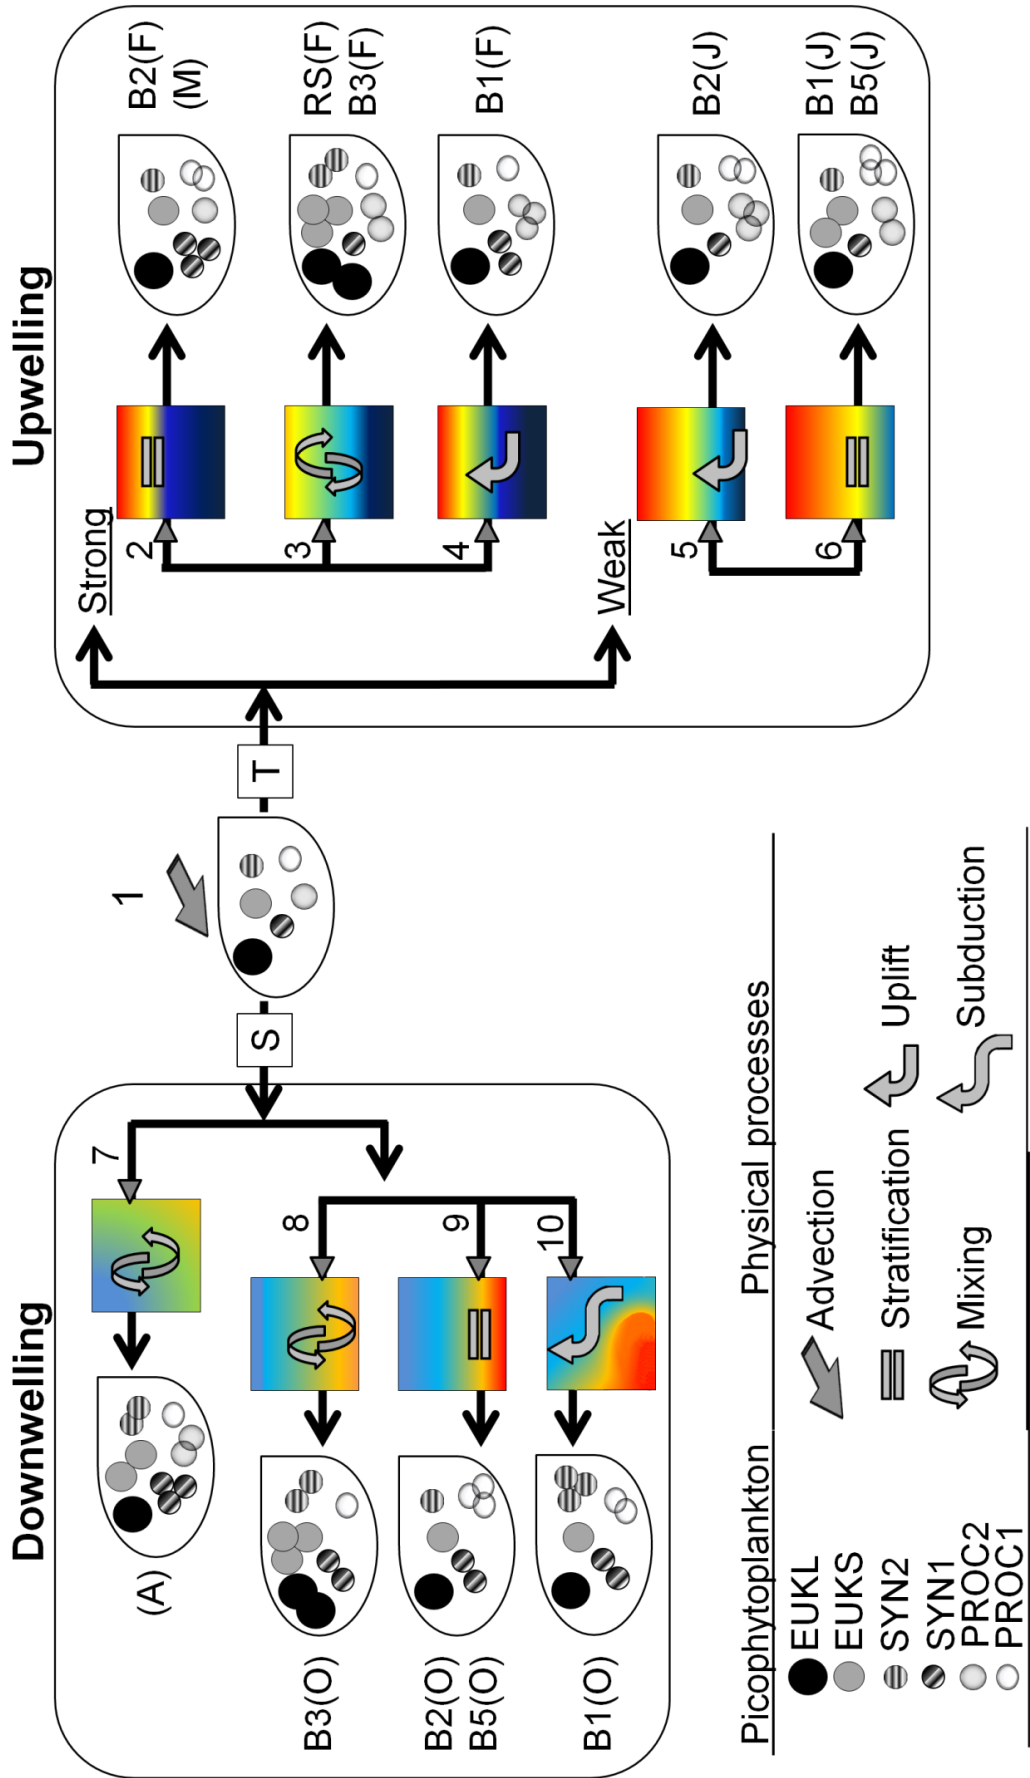 Downwelling
Upwelling
7
(A)
8
B3(O)
9
B2(O)
B5(O)
10
B1(O)
S
1
T
Strong
2
B2(F)
(M)
3
RS(F)
B3(F)
4
B1(F)
Weak
5
B2(J)
6
B1(J)
B5(J)
Picophytoplankton
EUKL
EUKS
SYN2
SYN1
PROC2
PROC1
Physical processes
Advection
Stratification
Uplift
Mixing
Subduction